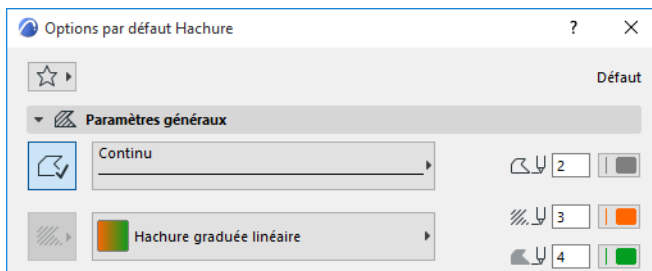 Options par défaut Hachure ?
Défaut
Paramètres généraux
Continu
2
3
Hachure graduée linéaire
4